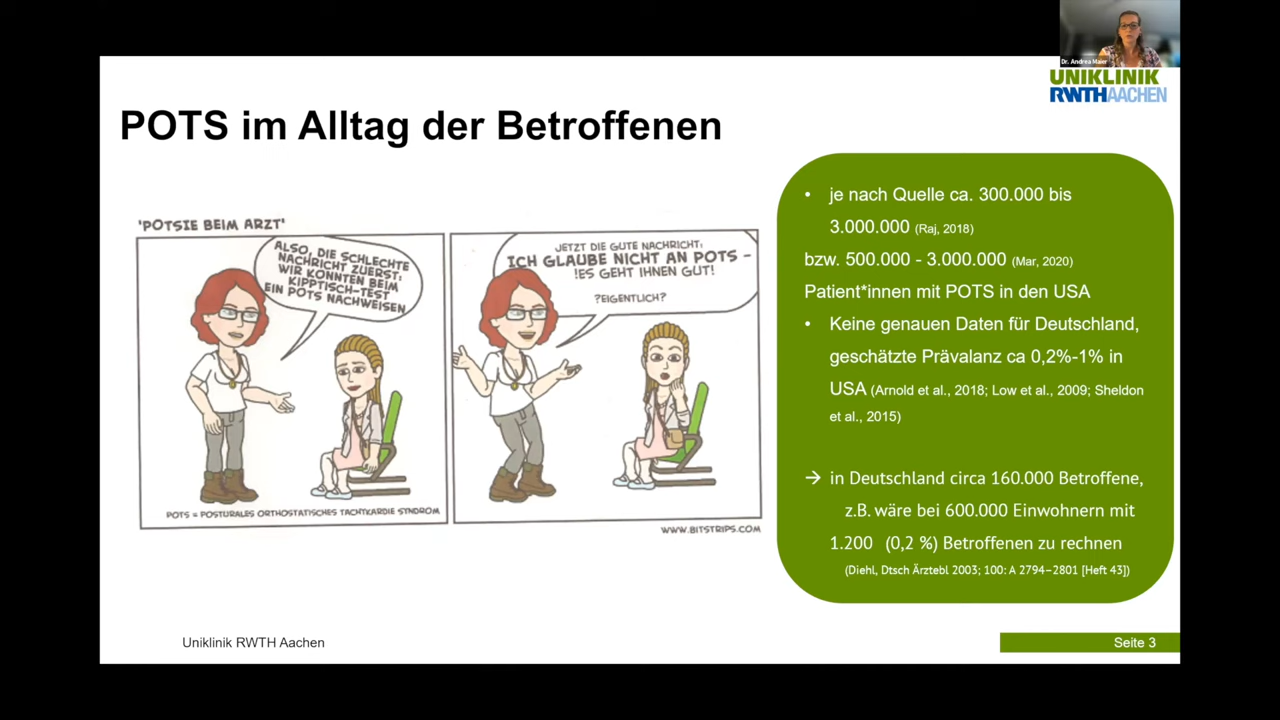 Dr. Andrea Maier
UNIKLINIK
RWTHAACHEN
POTS im Alltag der Betroffenen
'POTSIE BEIM ARZT'
ALSO, DIE SCHLECHTE
NACHRICHT ZUERST:
WIR KONNTEN BEIM
KIPPTISCH-TEST
EIN POTS NACHWEISEN
POTS = POSTURALES ORTHOSTATISCHES TACHYKARDIE SYNDROM
JETZT DIE GUTE NACHRICHT:
ICH GLAUBE NICHT AN POTS -
!ES GEHT IHNEN GUT!
?EIGENTLICH?
WWW.BITSTRIPS.COM
• je nach Quelle ca. 300.000 bis
3.000.000 (Raj, 2018)
bzw. 500.000 - 3.000.000 (Mar, 2020)
Patient*innen mit POTS in den USA
• Keine genauen Daten für Deutschland,
geschätzte Prävalanz ca 0,2%-1% in
USA (Arnold et al., 2018; Low et al., 2009; Sheldon
et al., 2015)
→ in Deutschland circa 160.000 Betroffene,
z.B. wäre bei 600.000 Einwohnern mit
1.200 (0,2 %) Betroffenen zu rechnen
(Diehl, Dtsch Ärztebl 2003; 100: A 2794–2801 [Heft 43])
Uniklinik RWTH Aachen
Seite 3